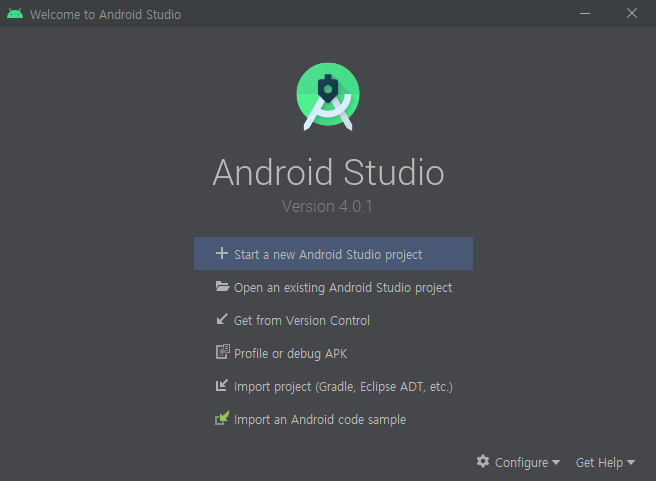 Welcome to Android Studio
Android Studio
Version 4.0.1
Start a new Android Studio project
Open an existing Android Studio project
Get from Version Control
Profile or debug APK
Import project (Gradle, Eclipse ADT, etc.)
Import an Android code sample
Configure Get Help